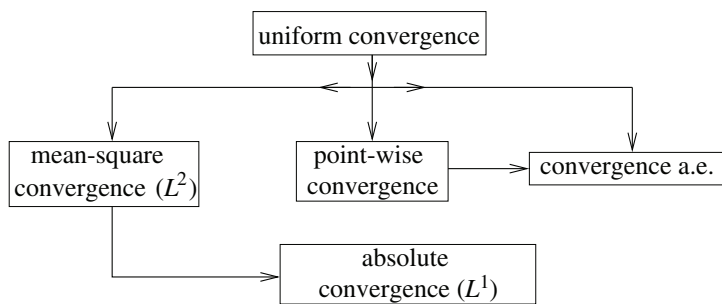 uniform convergence
mean-square
convergence (L²)
point-wise
convergence
convergence a.e.
absolute
convergence (L¹)